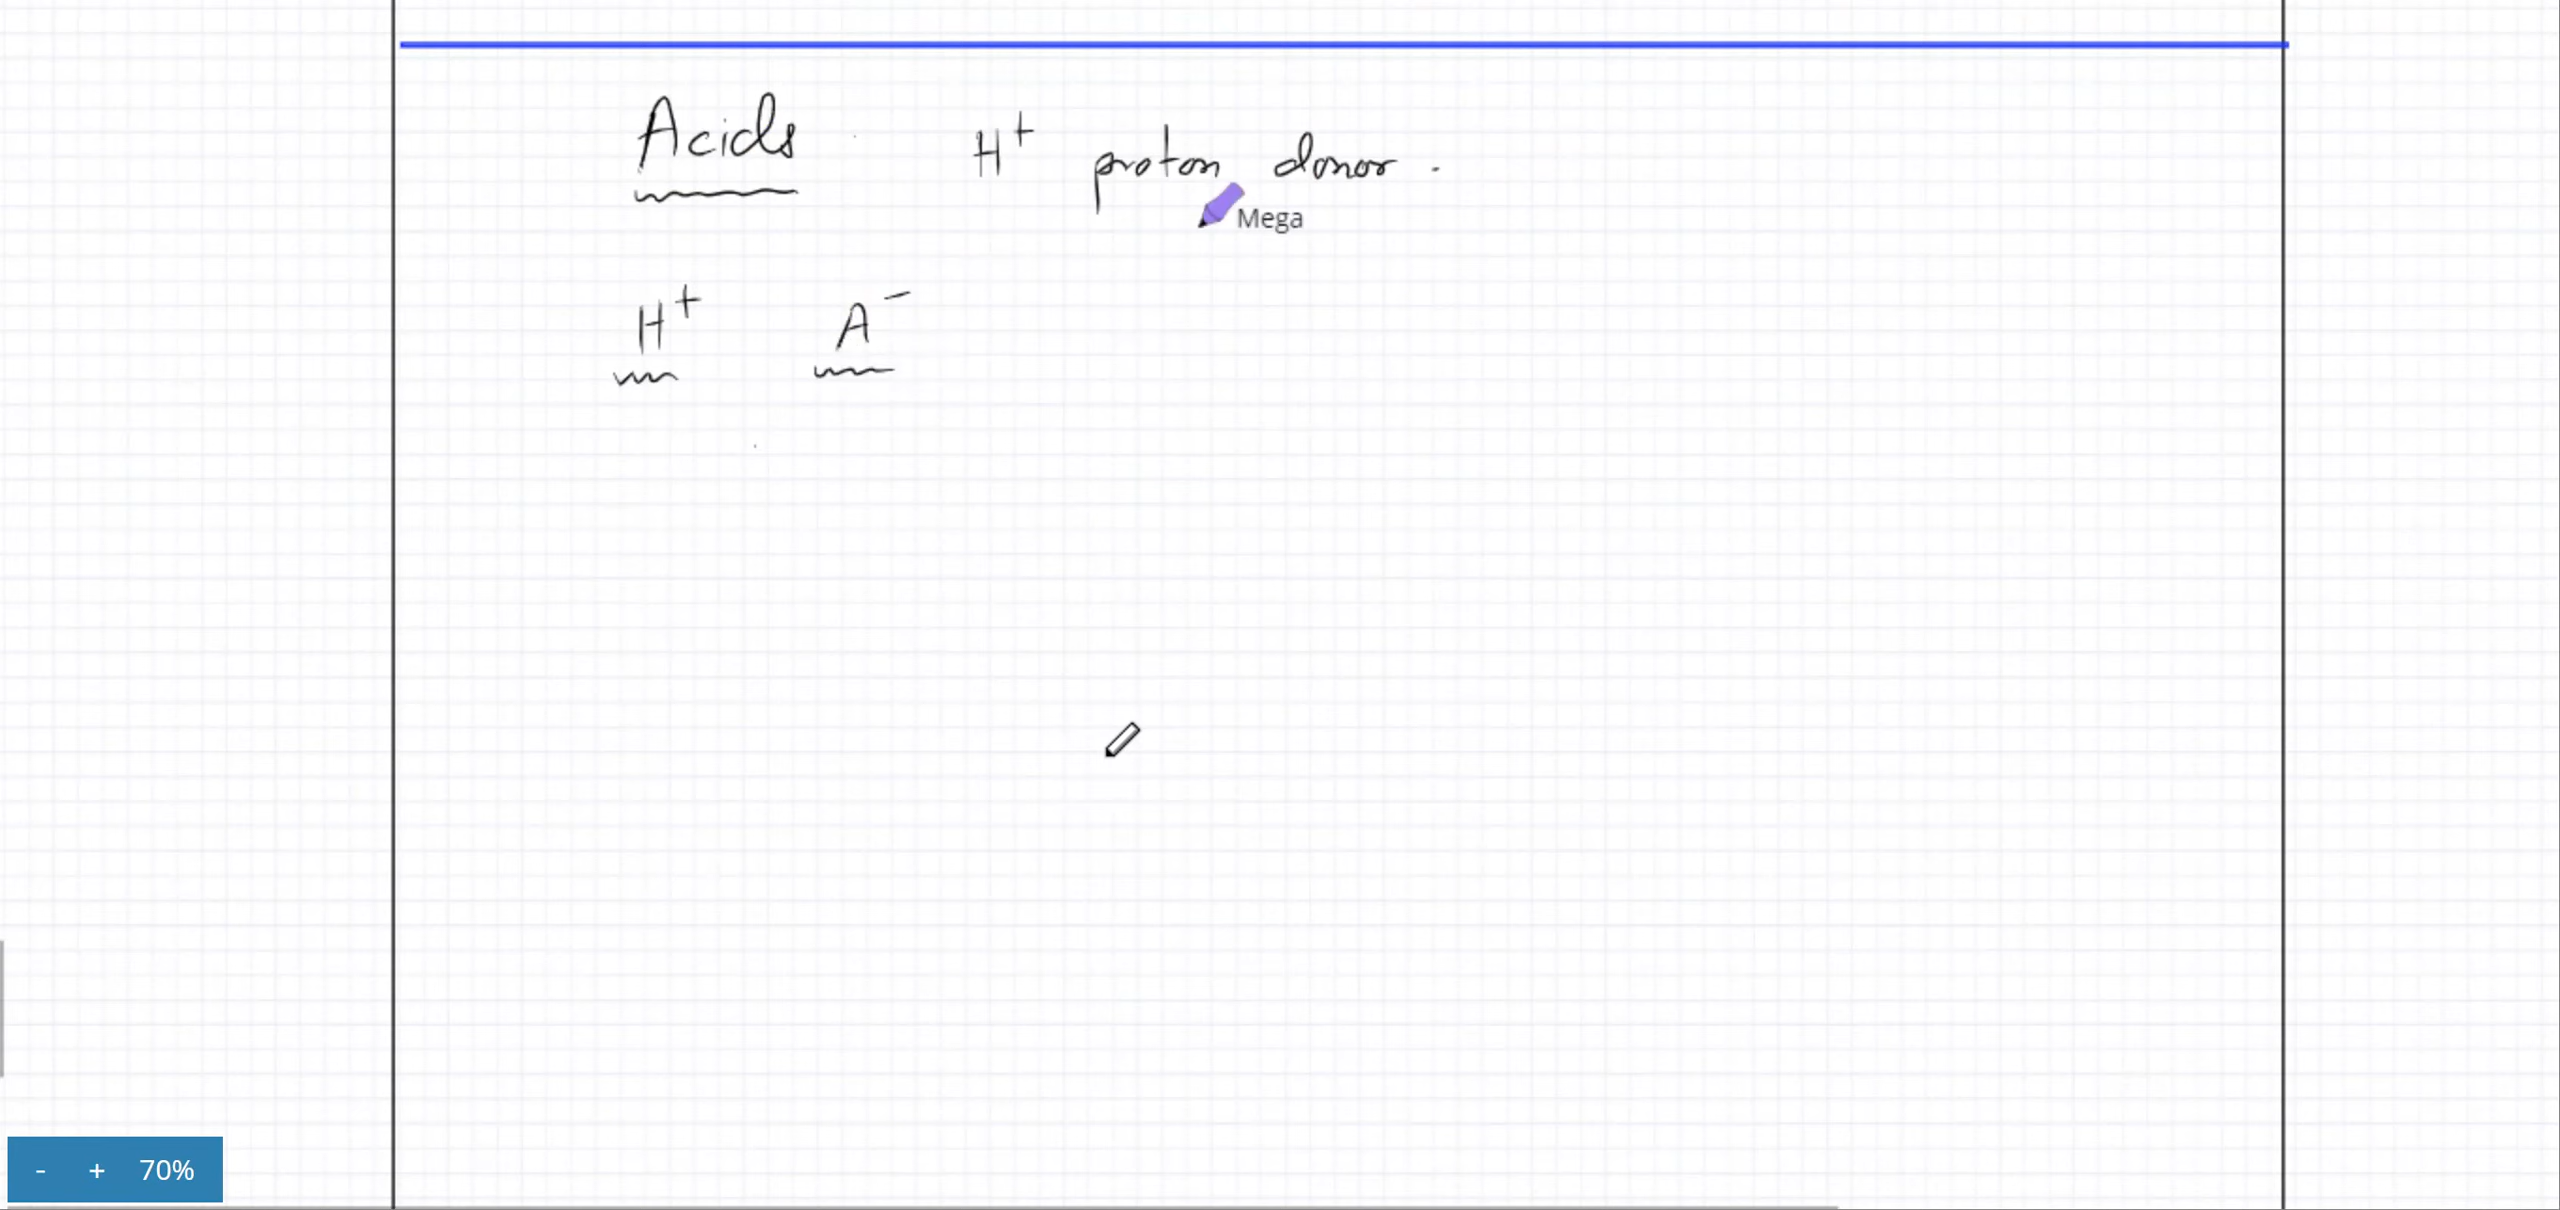 Acids H⁺ proton donor .
Mega
H⁺ A⁻
- + 70%